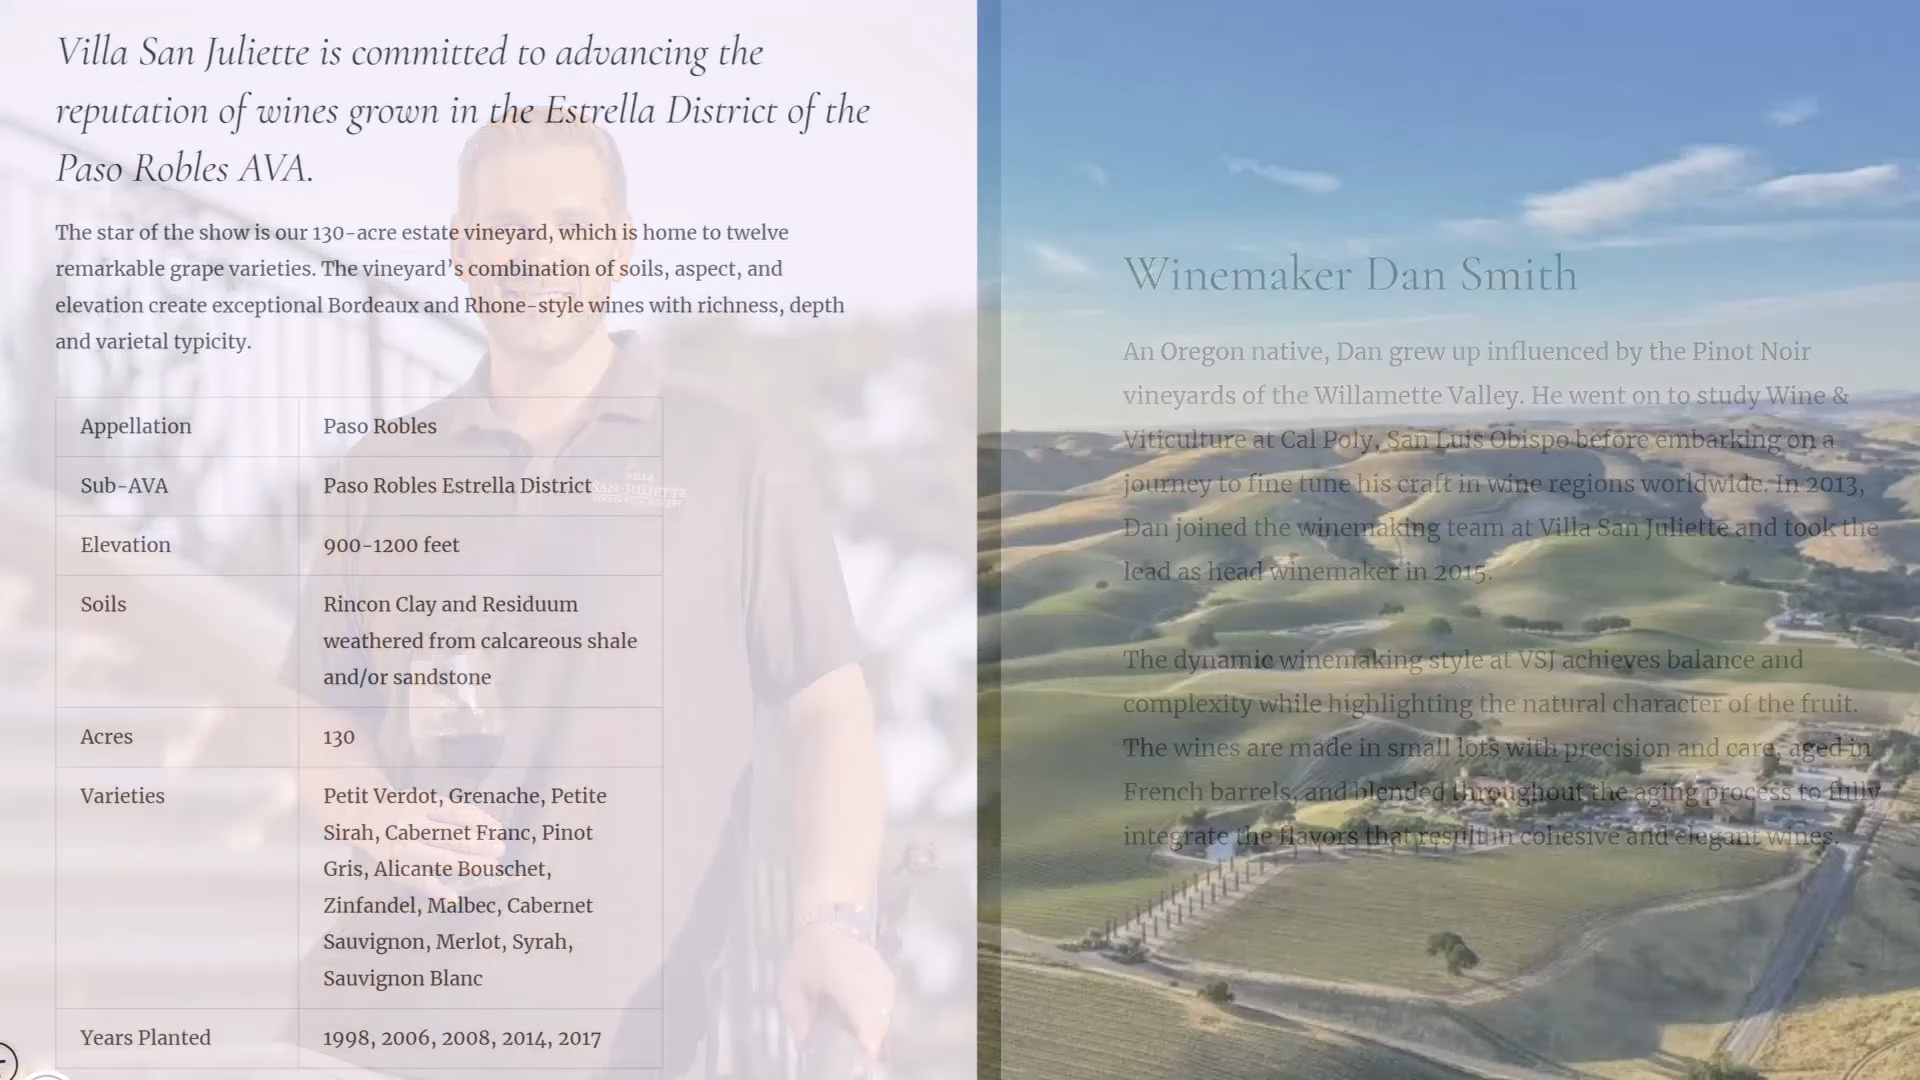 Villa San Juliette is committed to advancing the
reputation of wines grown in the Estrella District of the
Paso Robles AVA.
The star of the show is our 130-acre estate vineyard, which is home to twelve
remarkable grape varieties. The vineyard's combination of soils, aspect, and
elevation create exceptional Bordeaux and Rhone-style wines with richness, depth
and varietal typicity.
Appellation Paso Robles
Sub-AVA Paso Robles Estrella District
Elevation 900-1200 feet
Soils Rincon Clay and Residuum
weathered from calcareous shale
and/or sandstone
Acres 130
Varieties Petit Verdot, Grenache, Petite
Sirah, Cabernet Franc, Pinot
Gris, Alicante Bouschet,
Zinfandel, Malbec, Cabernet
Sauvignon, Merlot, Syrah,
Sauvignon Blanc
Years Planted 1998, 2006, 2008, 2014, 2017
VILLA
SAN-JULIETTE
Winemaker Dan Smith
An Oregon native, Dan grew up influenced by the Pinot Noir
vineyards of the Willamette Valley. He went on to study Wine &
Viticulture at Cal Poly, San Luis Obispo before embarking on a
journey to fine tune his craft in wine regions worldwide. In 2013,
Dan joined the winemaking team at Villa San Juliette and took the
lead as head winemaker in 2015.
The dynamic winemaking style at VSJ achieves balance and
complexity while highlighting the natural character of the fruit.
The wines are made in small lots with precision and care, aged in
French barrels, and blended throughout the aging process to fully
integrate the flavors that result in cohesive and elegant wines.